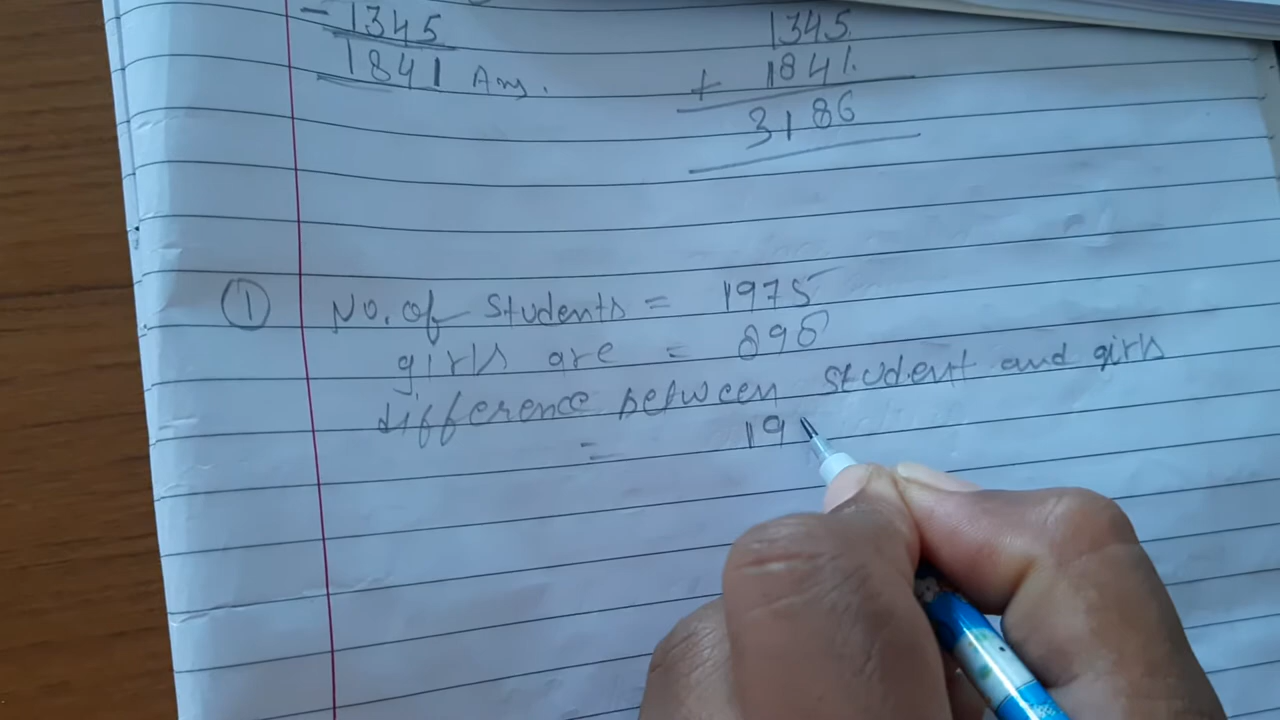 - 1345
1841 Ans.
1345
+ 1841
3186
① No. of Students = 1975
girls are = 896
difference between student and girls
= 19